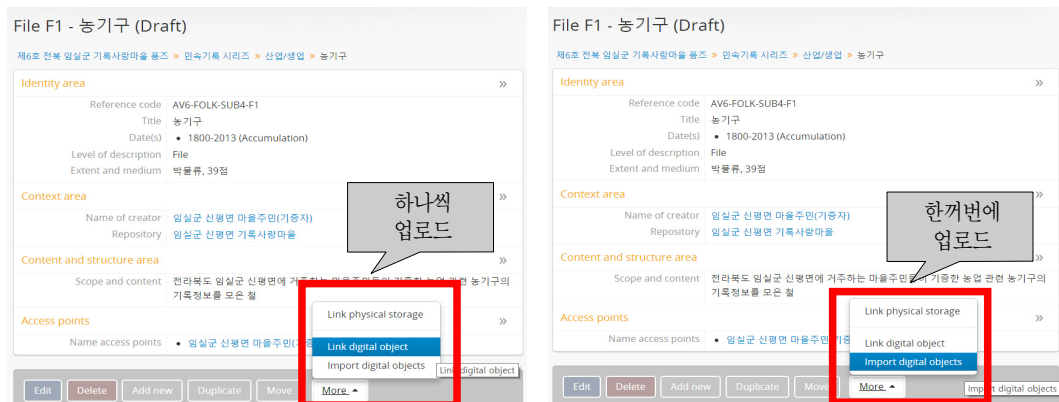 File F1 - 농기구 (Draft)
제6호 전북 임실군 기록사랑마을 퐁즈 » 민속기록 시리즈 » 산업/생업 » 농기구
Identity area »
Reference code AV6-FOLK-SUB4-F1
Title 농기구
Date(s) • 1800-2013 (Accumulation)
Level of description File
Extent and medium 박물류, 39점
Context area »
Name of creator 임실군 신평면 마을주민(기증자)
Repository 임실군 신평면 기록사랑마을
하나씩
업로드
Content and structure area »
Scope and content 전라북도 임실군 신평면에 거주하는 마을주민들이 기증한 농업 관련 농기구의
기록정보를 모은 철
Access points »
Name access points • 임실군 신평면 마을주민(기증
Link physical storage
Link digital object
Import digital objects
Link digital object
Edit Delete Add new Duplicate Move More
File F1 - 농기구 (Draft)
제6호 전북 임실군 기록사랑마을 퐁즈 » 민속기록 시리즈 » 산업/생업 » 농기구
Identity area »
Reference code AV6-FOLK-SUB4-F1
Title 농기구
Date(s) • 1800-2013 (Accumulation)
Level of description File
Extent and medium 박물류, 39점
Context area »
Name of creator 임실군 신평면 마을주민(기증자)
Repository 임실군 신평면 기록사랑마을
한꺼번에
업로드
Content and structure area »
Scope and content 전라북도 임실군 신평면에 거주하는 마을주민들이 기증한 농업 관련 농기구의
기록정보를 모은 철
Access points »
Name access points • 임실군 신평면 마을주민(기증
Link physical storage
Link digital object
Import digital objects
Import digital objects
Edit Delete Add new Duplicate Move More